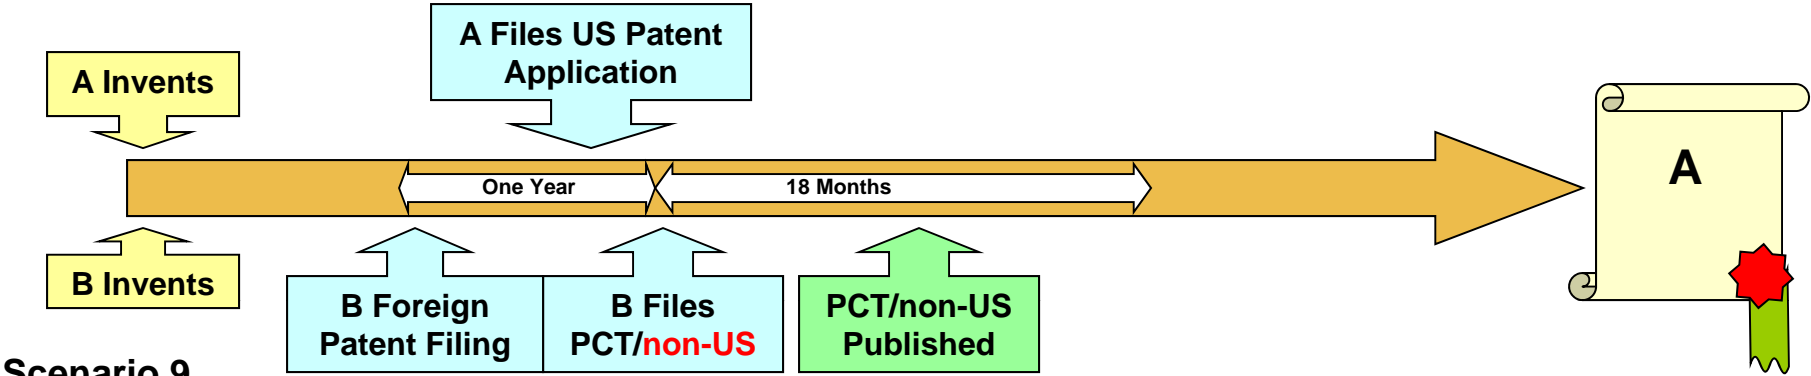 A Files US Patent
Application
A Invents
A
One Year
18 Months
B Invents
B Foreign
Patent Filing
B Files
PCT/non-US
PCT/non-US
Published
Scenario 9